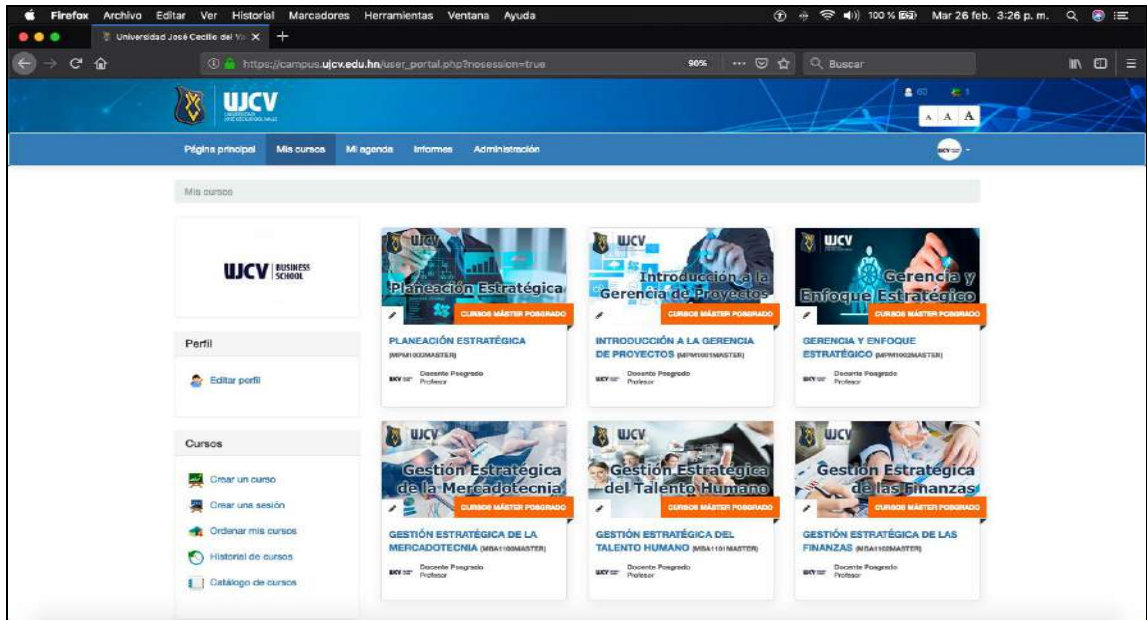 Firefox Archivo Editar Ver Historial Marcadores Herramientas Ventana Ayuda
100 % Mar 26 feb. 3:26 p. m.
Universidad José Cecilio del Va
https://campus.ujcv.edu.hn/user_portal.php?nosession=true
90%
Buscar
UJCV
60 1
A A A
Página principal Mis cursos Mi agenda Informes Administración
Mis cursos
UJCV BUSINESS SCHOOL
Perfil
Editar perfil
Cursos
Crear un curso
Crear una sesión
Ordenar mis cursos
Historial de cursos
Catálogo de cursos
UJCV
Planeación Estratégica
CURSOS MÁSTER POSGRADO
PLANEACIÓN ESTRATÉGICA
Docente Posgrado
Profesor
UJCV
Introducción a la
Gerencia de Proyectos
CURSOS MÁSTER POSGRADO
INTRODUCCIÓN A LA GERENCIA
DE PROYECTOS (MPM1001MASTER)
Docente Posgrado
Profesor
UJCV
Gerencia y
Enfoque Estratégico
CURSOS MÁSTER POSGRADO
GERENCIA Y ENFOQUE
ESTRATÉGICO (MPM1002MASTER)
Docente Posgrado
Profesor
UJCV
Gestión Estratégica
de la Mercadotecnia
CURSOS MÁSTER POSGRADO
GESTIÓN ESTRATÉGICA DE LA
MERCADOTECNIA (MBA1100MASTER)
Docente Posgrado
Profesor
UJCV
Gestión Estratégica
del Talento Humano
CURSOS MÁSTER POSGRADO
GESTIÓN ESTRATÉGICA DEL
TALENTO HUMANO (MBA1101MASTER)
Docente Posgrado
Profesor
UJCV
Gestión Estratégica
de las Finanzas
CURSOS MÁSTER POSGRADO
GESTIÓN ESTRATÉGICA DE LAS
FINANZAS (MBA1102MASTER)
Docente Posgrado
Profesor